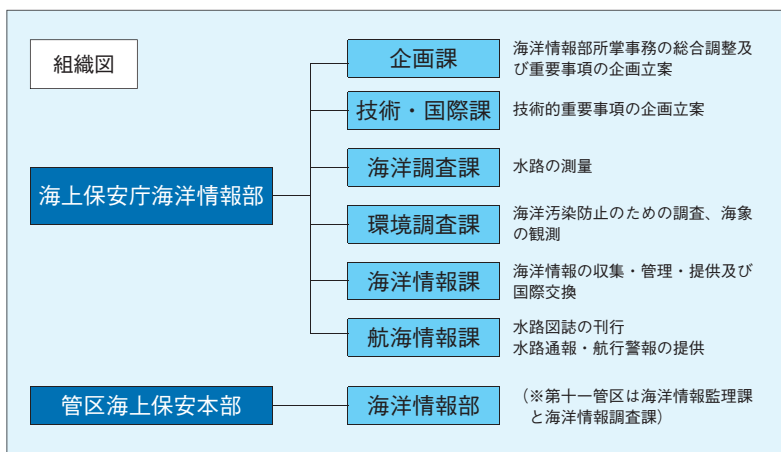 組織図
企画課
海洋情報部所掌事務の総合調整及
び重要事項の企画立案
技術・国際課
技術的重要事項の企画立案
海洋調査課
水路の測量
海上保安庁海洋情報部
環境調査課
海洋汚染防止のための調査、海象
の観測
海洋情報課
海洋情報の収集・管理・提供及び
国際交換
航海情報課
水路図誌の刊行
水路通報・航行警報の提供
管区海上保安本部
海洋情報部
（※第十一管区は海洋情報監理課
と海洋情報調査課）